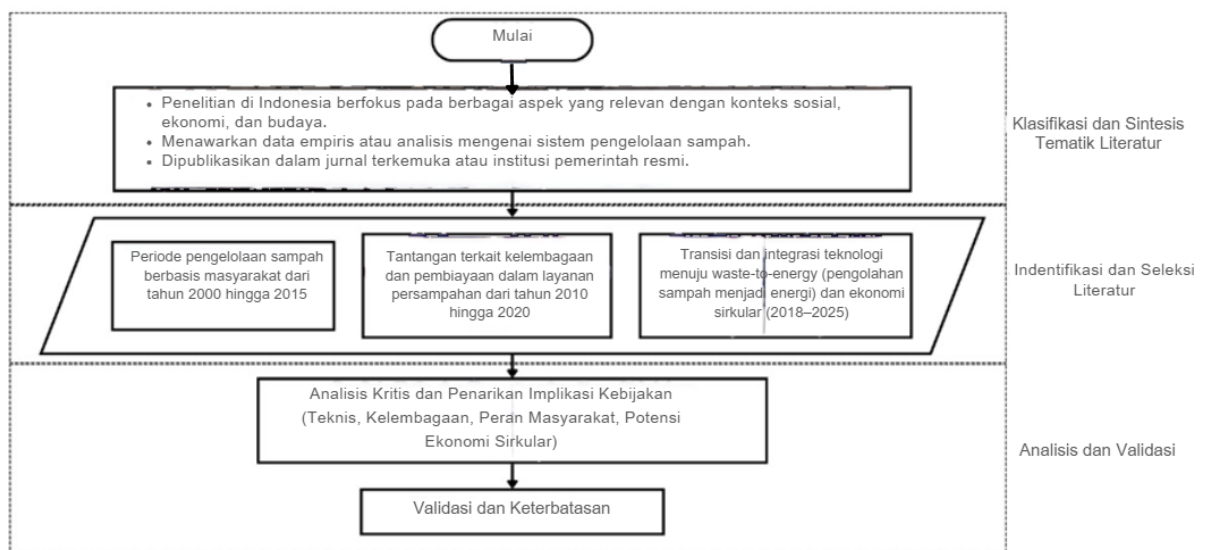 Mulai
• Penelitian di Indonesia berfokus pada berbagai aspek yang relevan dengan konteks sosial,
ekonomi, dan budaya.
• Menawarkan data empiris atau analisis mengenai sistem pengelolaan sampah.
• Dipublikasikan dalam jurnal terkemuka atau institusi pemerintah resmi.
Klasifikasi dan Sintesis
Tematik Literatur
Periode pengelolaan sampah
berbasis masyarakat dari
tahun 2000 hingga 2015
Tantangan terkait kelembagaan
dan pembiayaan dalam layanan
persampahan dari tahun 2010
hingga 2020
Transisi dan integrasi teknologi
menuju waste-to-energy (pengolahan
sampah menjadi energi) dan ekonomi
sirkular (2018–2025)
Indentifikasi dan Seleksi
Literatur
Analisis Kritis dan Penarikan Implikasi Kebijakan
(Teknis, Kelembagaan, Peran Masyarakat, Potensi
Ekonomi Sirkular)
Validasi dan Keterbatasan
Analisis dan Validasi